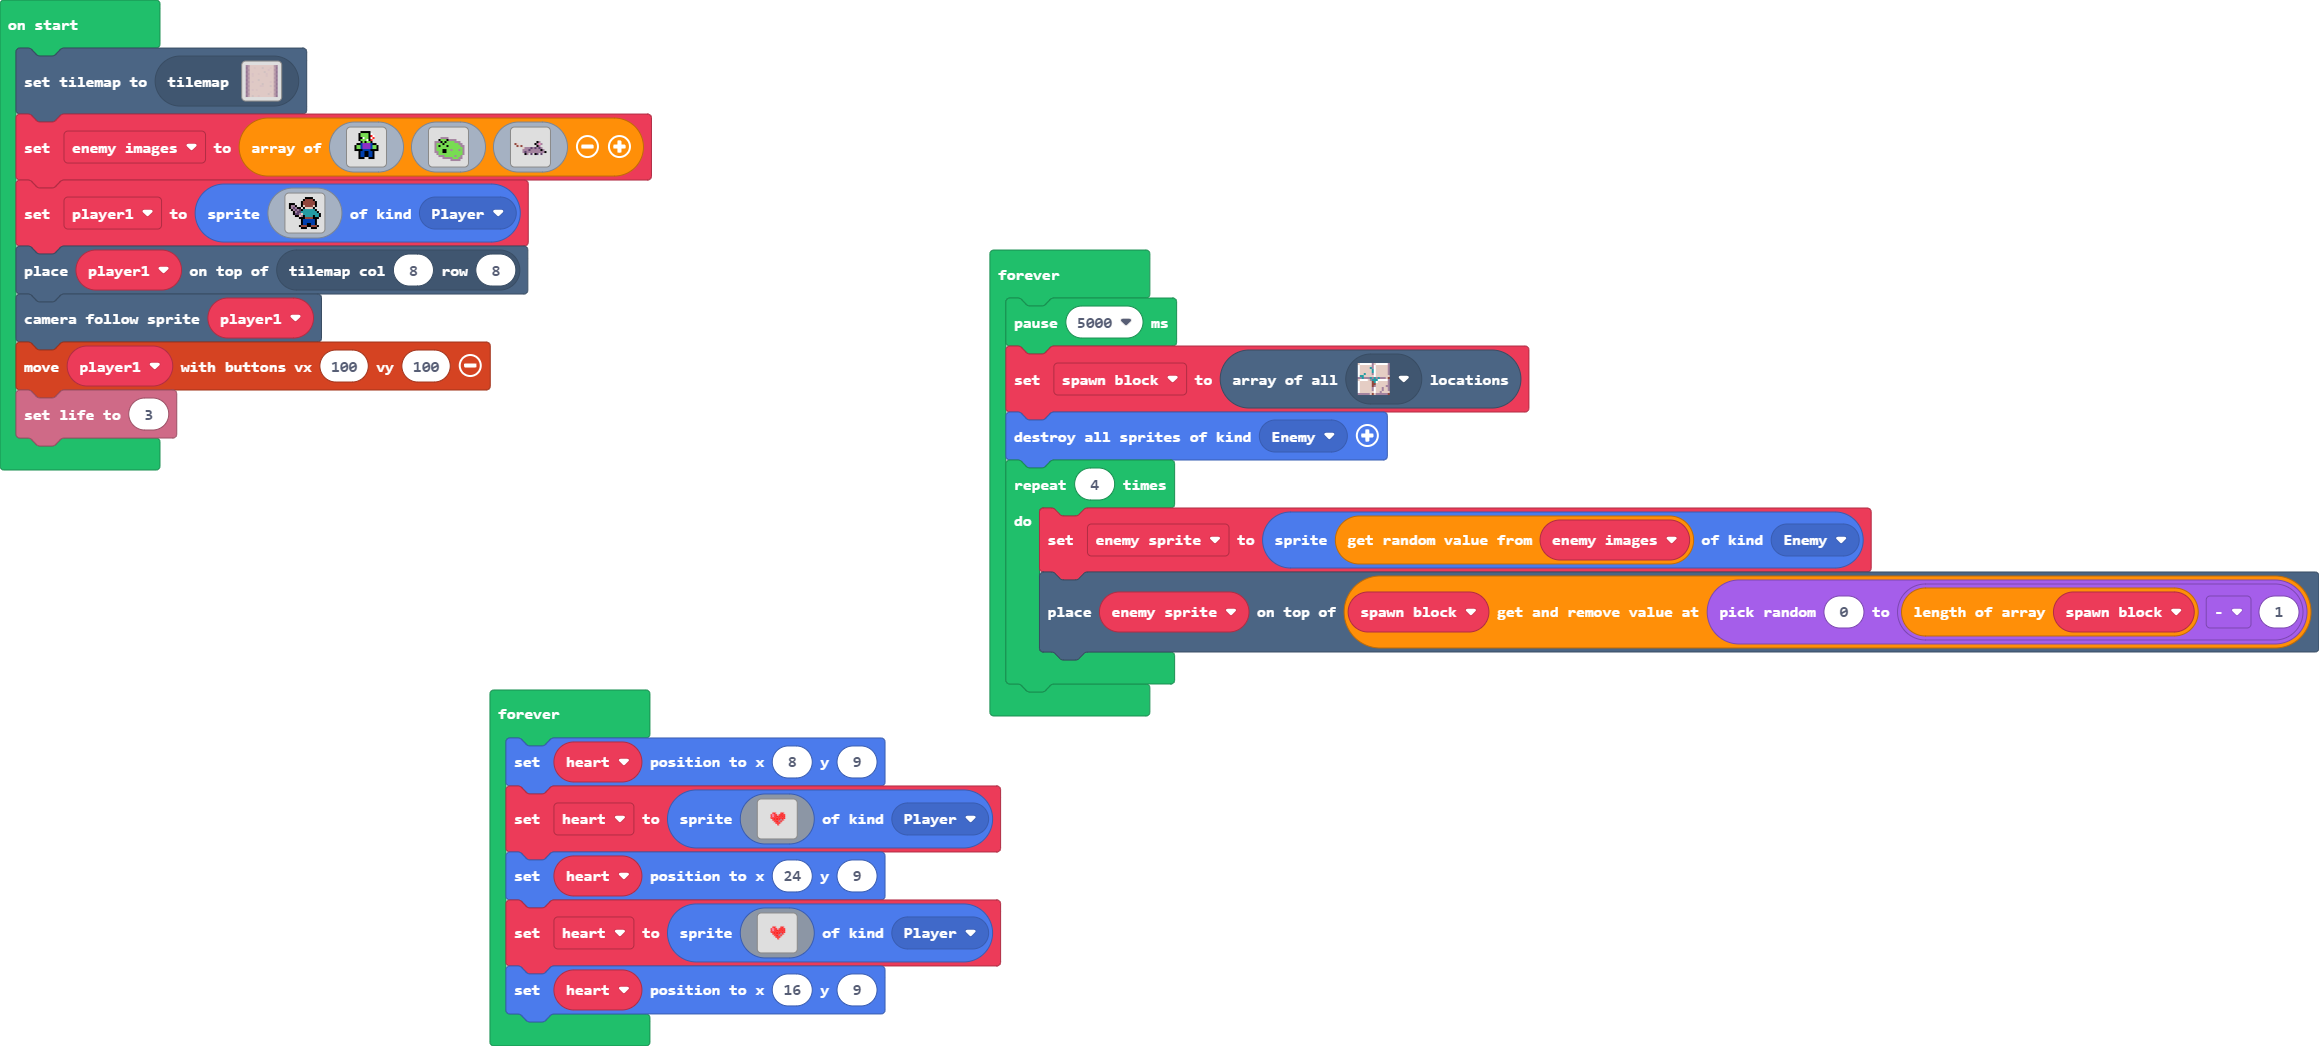 on start
set tilemap to tilemap
set enemy images to array of
set player1 to sprite of kind Player
place player1 on top of tilemap col 8 row 8
camera follow sprite player1
move player1 with buttons vx 100 vy 100
set life to 3
forever
pause 5000 ms
set spawn block to array of all locations
destroy all sprites of kind Enemy
repeat 4 times
do
set enemy sprite to sprite get random value from enemy images of kind Enemy
place enemy sprite on top of spawn block get and remove value at pick random 0 to length of array spawn block - 1
forever
set heart position to x 8 y 9
set heart to sprite of kind Player
set heart position to x 24 y 9
set heart to sprite of kind Player
set heart position to x 16 y 9